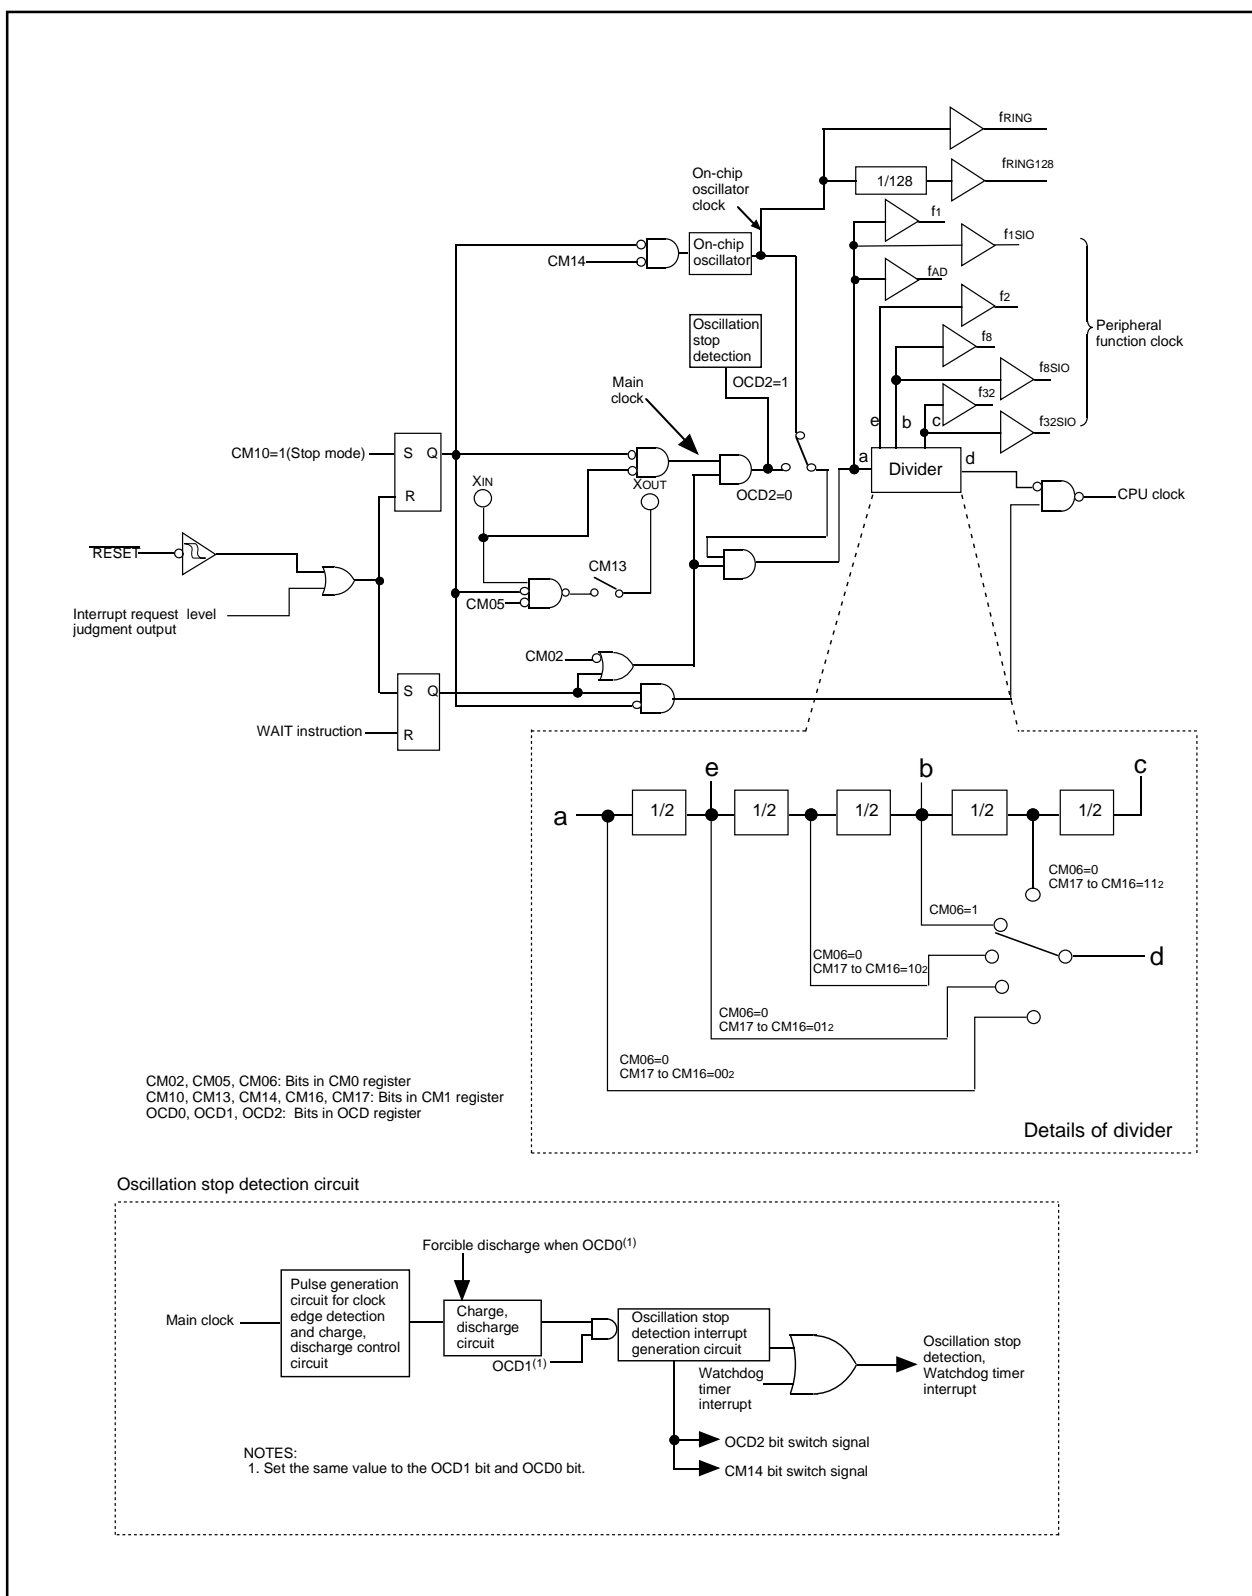 fRING
fRING128
1/128
On-chip
oscillator
clock
f1
f1SIO
On-chip
oscillator
CM14
fAD
f2
Oscillation
stop
detection
Peripheral
function clock
f8
f8SIO
OCD2=1
Main
clock
f32
f32SIO
e
b
c
CM10=1(Stop mode)
S
Q
R
a
Divider
d
XIN
XOUT
OCD2=0
CPU clock
RESET
CM13
CM05
Interrupt request level
judgment output
CM02
S
Q
R
WAIT instruction
e
b
c
a
1/2
1/2
1/2
1/2
1/2
CM06=0
CM17 to CM16=112
CM06=1
CM06=0
CM17 to CM16=102
d
CM06=0
CM17 to CM16=012
CM06=0
CM17 to CM16=002
CM02, CM05, CM06: Bits in CM0 register
CM10, CM13, CM14, CM16, CM17: Bits in CM1 register
OCD0, OCD1, OCD2: Bits in OCD register
Details of divider
Oscillation stop detection circuit
Forcible discharge when OCD0(1)
Main clock
Pulse generation
circuit for clock
edge detection
and charge,
discharge control
circuit
Charge,
discharge
circuit
OCD1(1)
Oscillation stop
detection interrupt
generation circuit
Watchdog
timer
interrupt
Oscillation stop
detection,
Watchdog timer
interrupt
OCD2 bit switch signal
CM14 bit switch signal
NOTES:
1. Set the same value to the OCD1 bit and OCD0 bit.